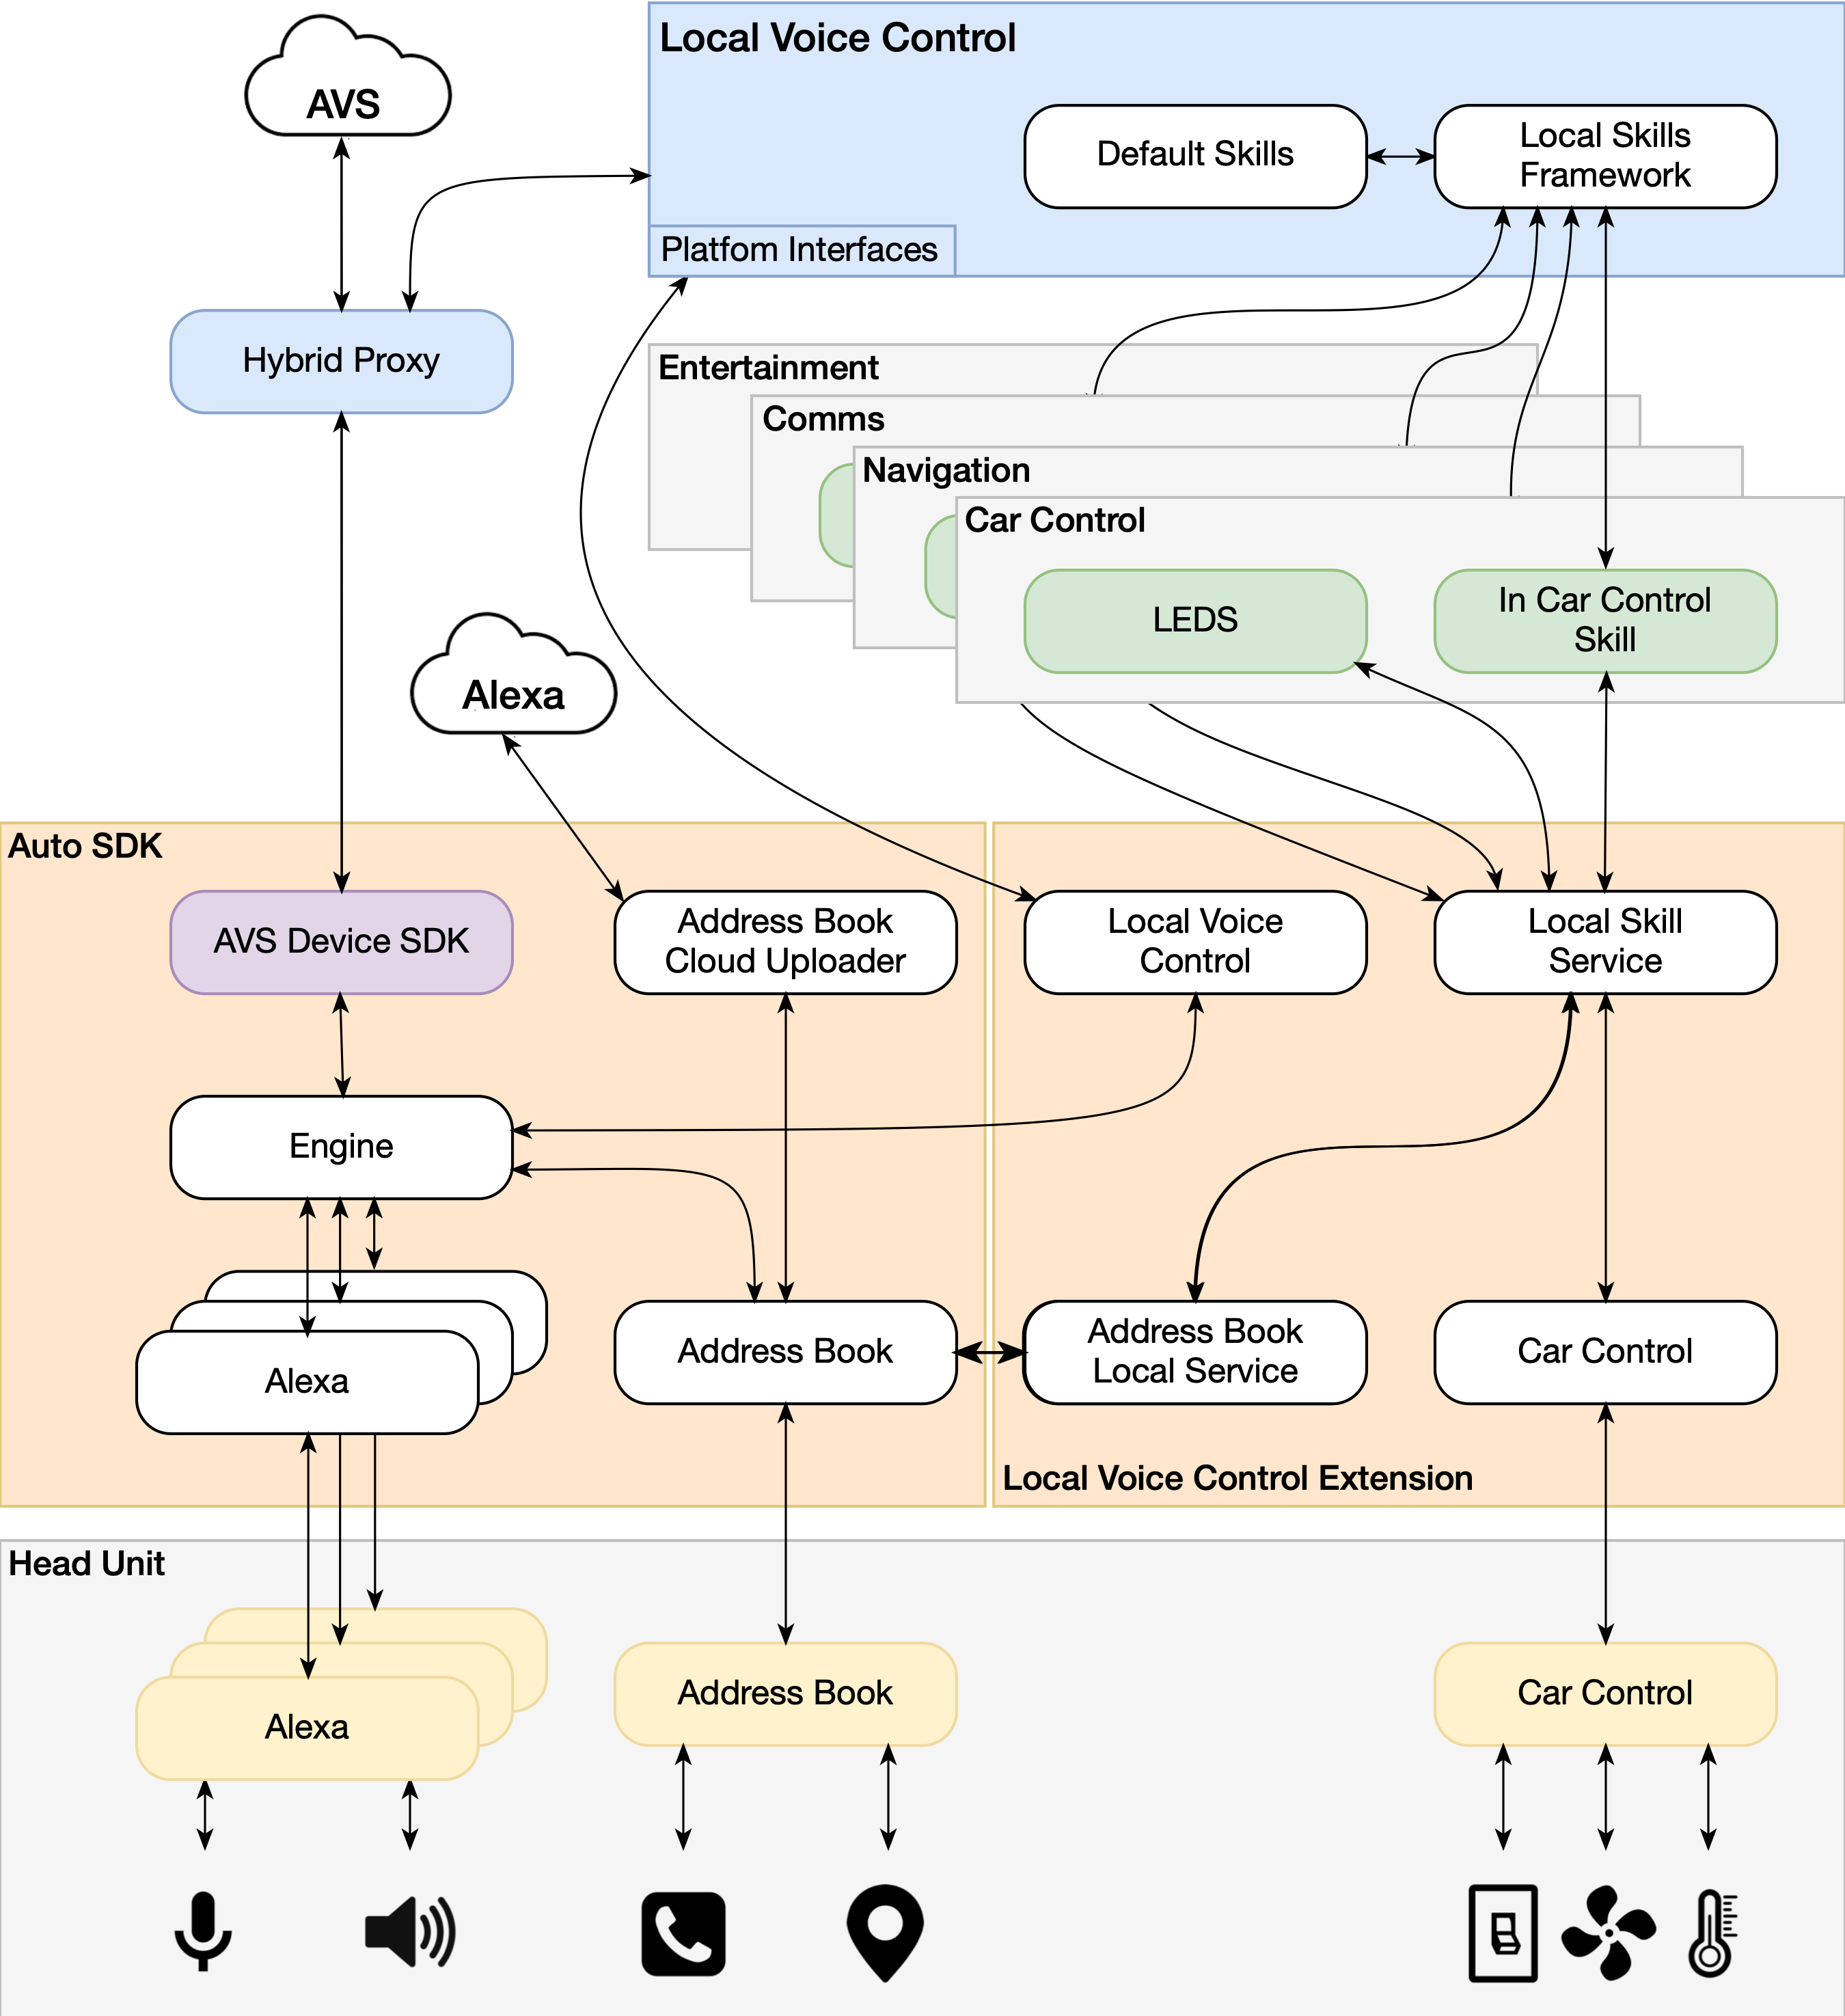 Local Voice Control
AVS
Default Skills
Local Skills
Framework
Platfom Interfaces
Hybrid Proxy
Entertainment
Comms
Navigation
Car Control
LEDS
In Car Control
Skill
Alexa
Auto SDK
AVS Device SDK
Address Book
Cloud Uploader
Local Voice
Control
Local Skill
Service
Engine
Alexa
Address Book
Address Book
Local Service
Car Control
Local Voice Control Extension
Head Unit
Alexa
Address Book
Car Control